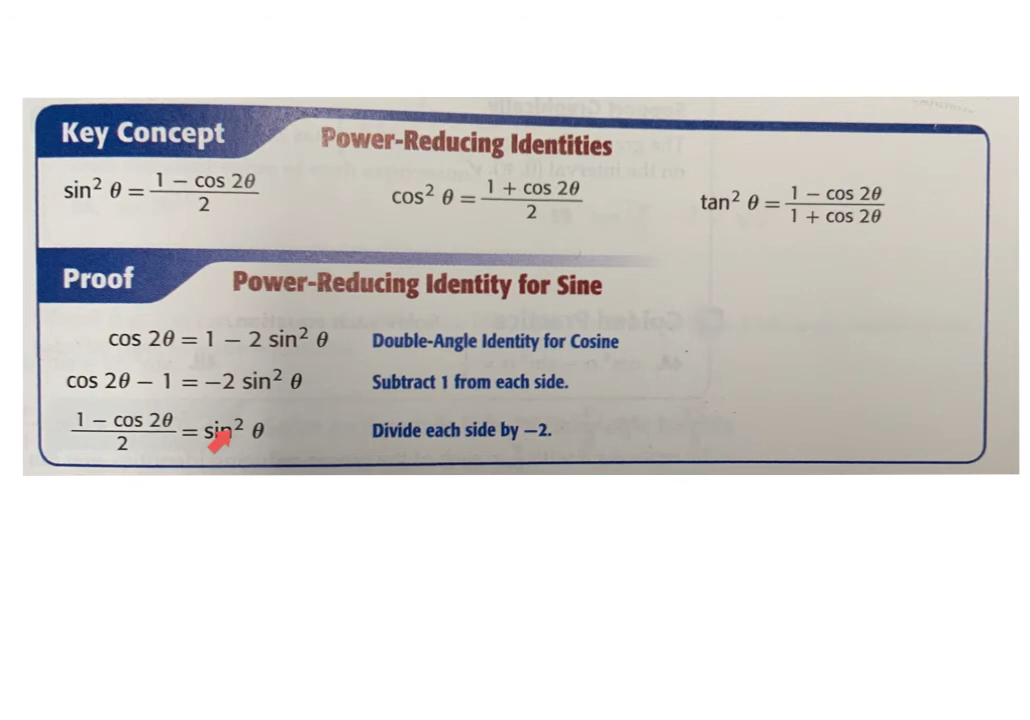 Key Concept Power-Reducing Identities
sin² θ = (1 − cos 2θ)/2 cos² θ = (1 + cos 2θ)/2 tan² θ = (1 − cos 2θ)/(1 + cos 2θ)
Proof Power-Reducing Identity for Sine
cos 2θ = 1 − 2 sin² θ Double-Angle Identity for Cosine
cos 2θ − 1 = −2 sin² θ Subtract 1 from each side.
(1 − cos 2θ)/2 = sin² θ Divide each side by −2.